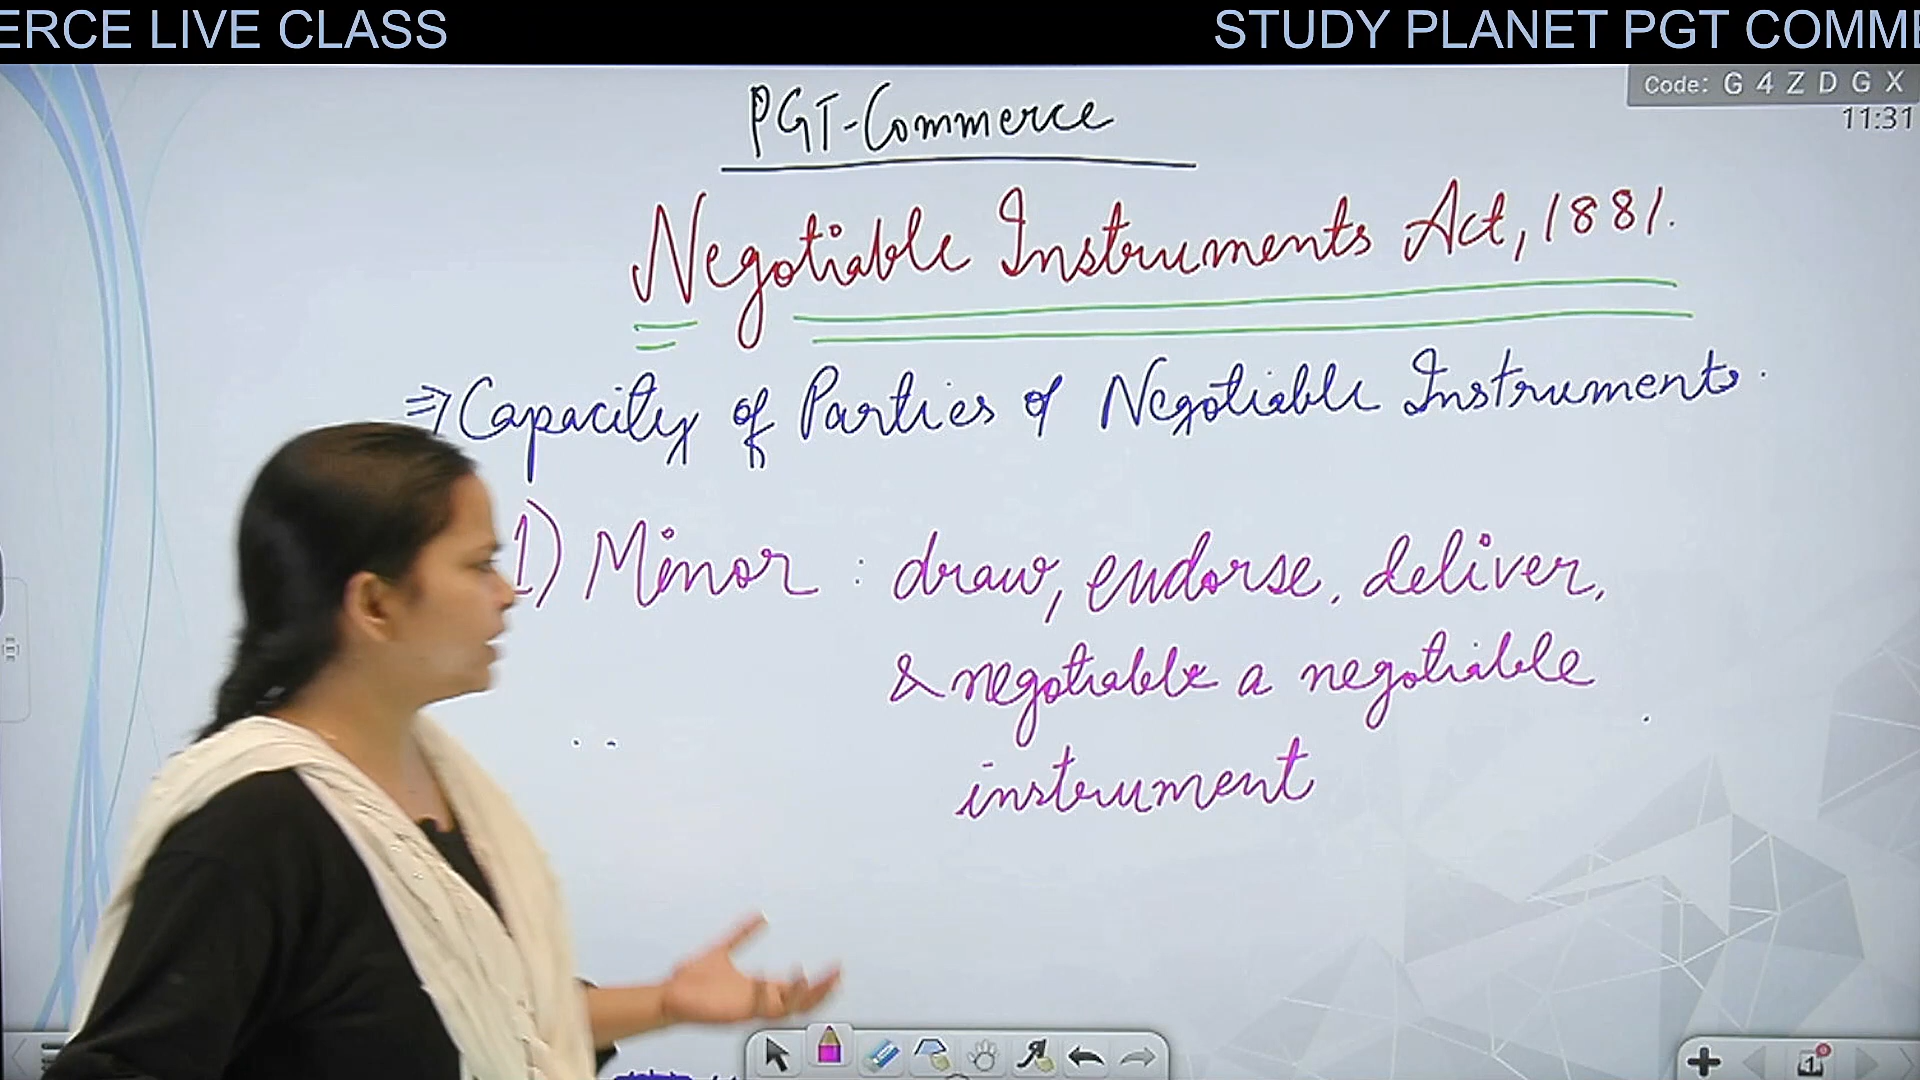 ERCE LIVE CLASS STUDY PLANET PGT COMME
Code: G 4 Z D G X
11:31
PGT-Commerce
Negotiable Instruments Act, 1881.
⇒ Capacity of Parties of Negotiable Instruments.
1) Minor : draw, endorse, deliver,
& negotiable a negotiable
instrument
1